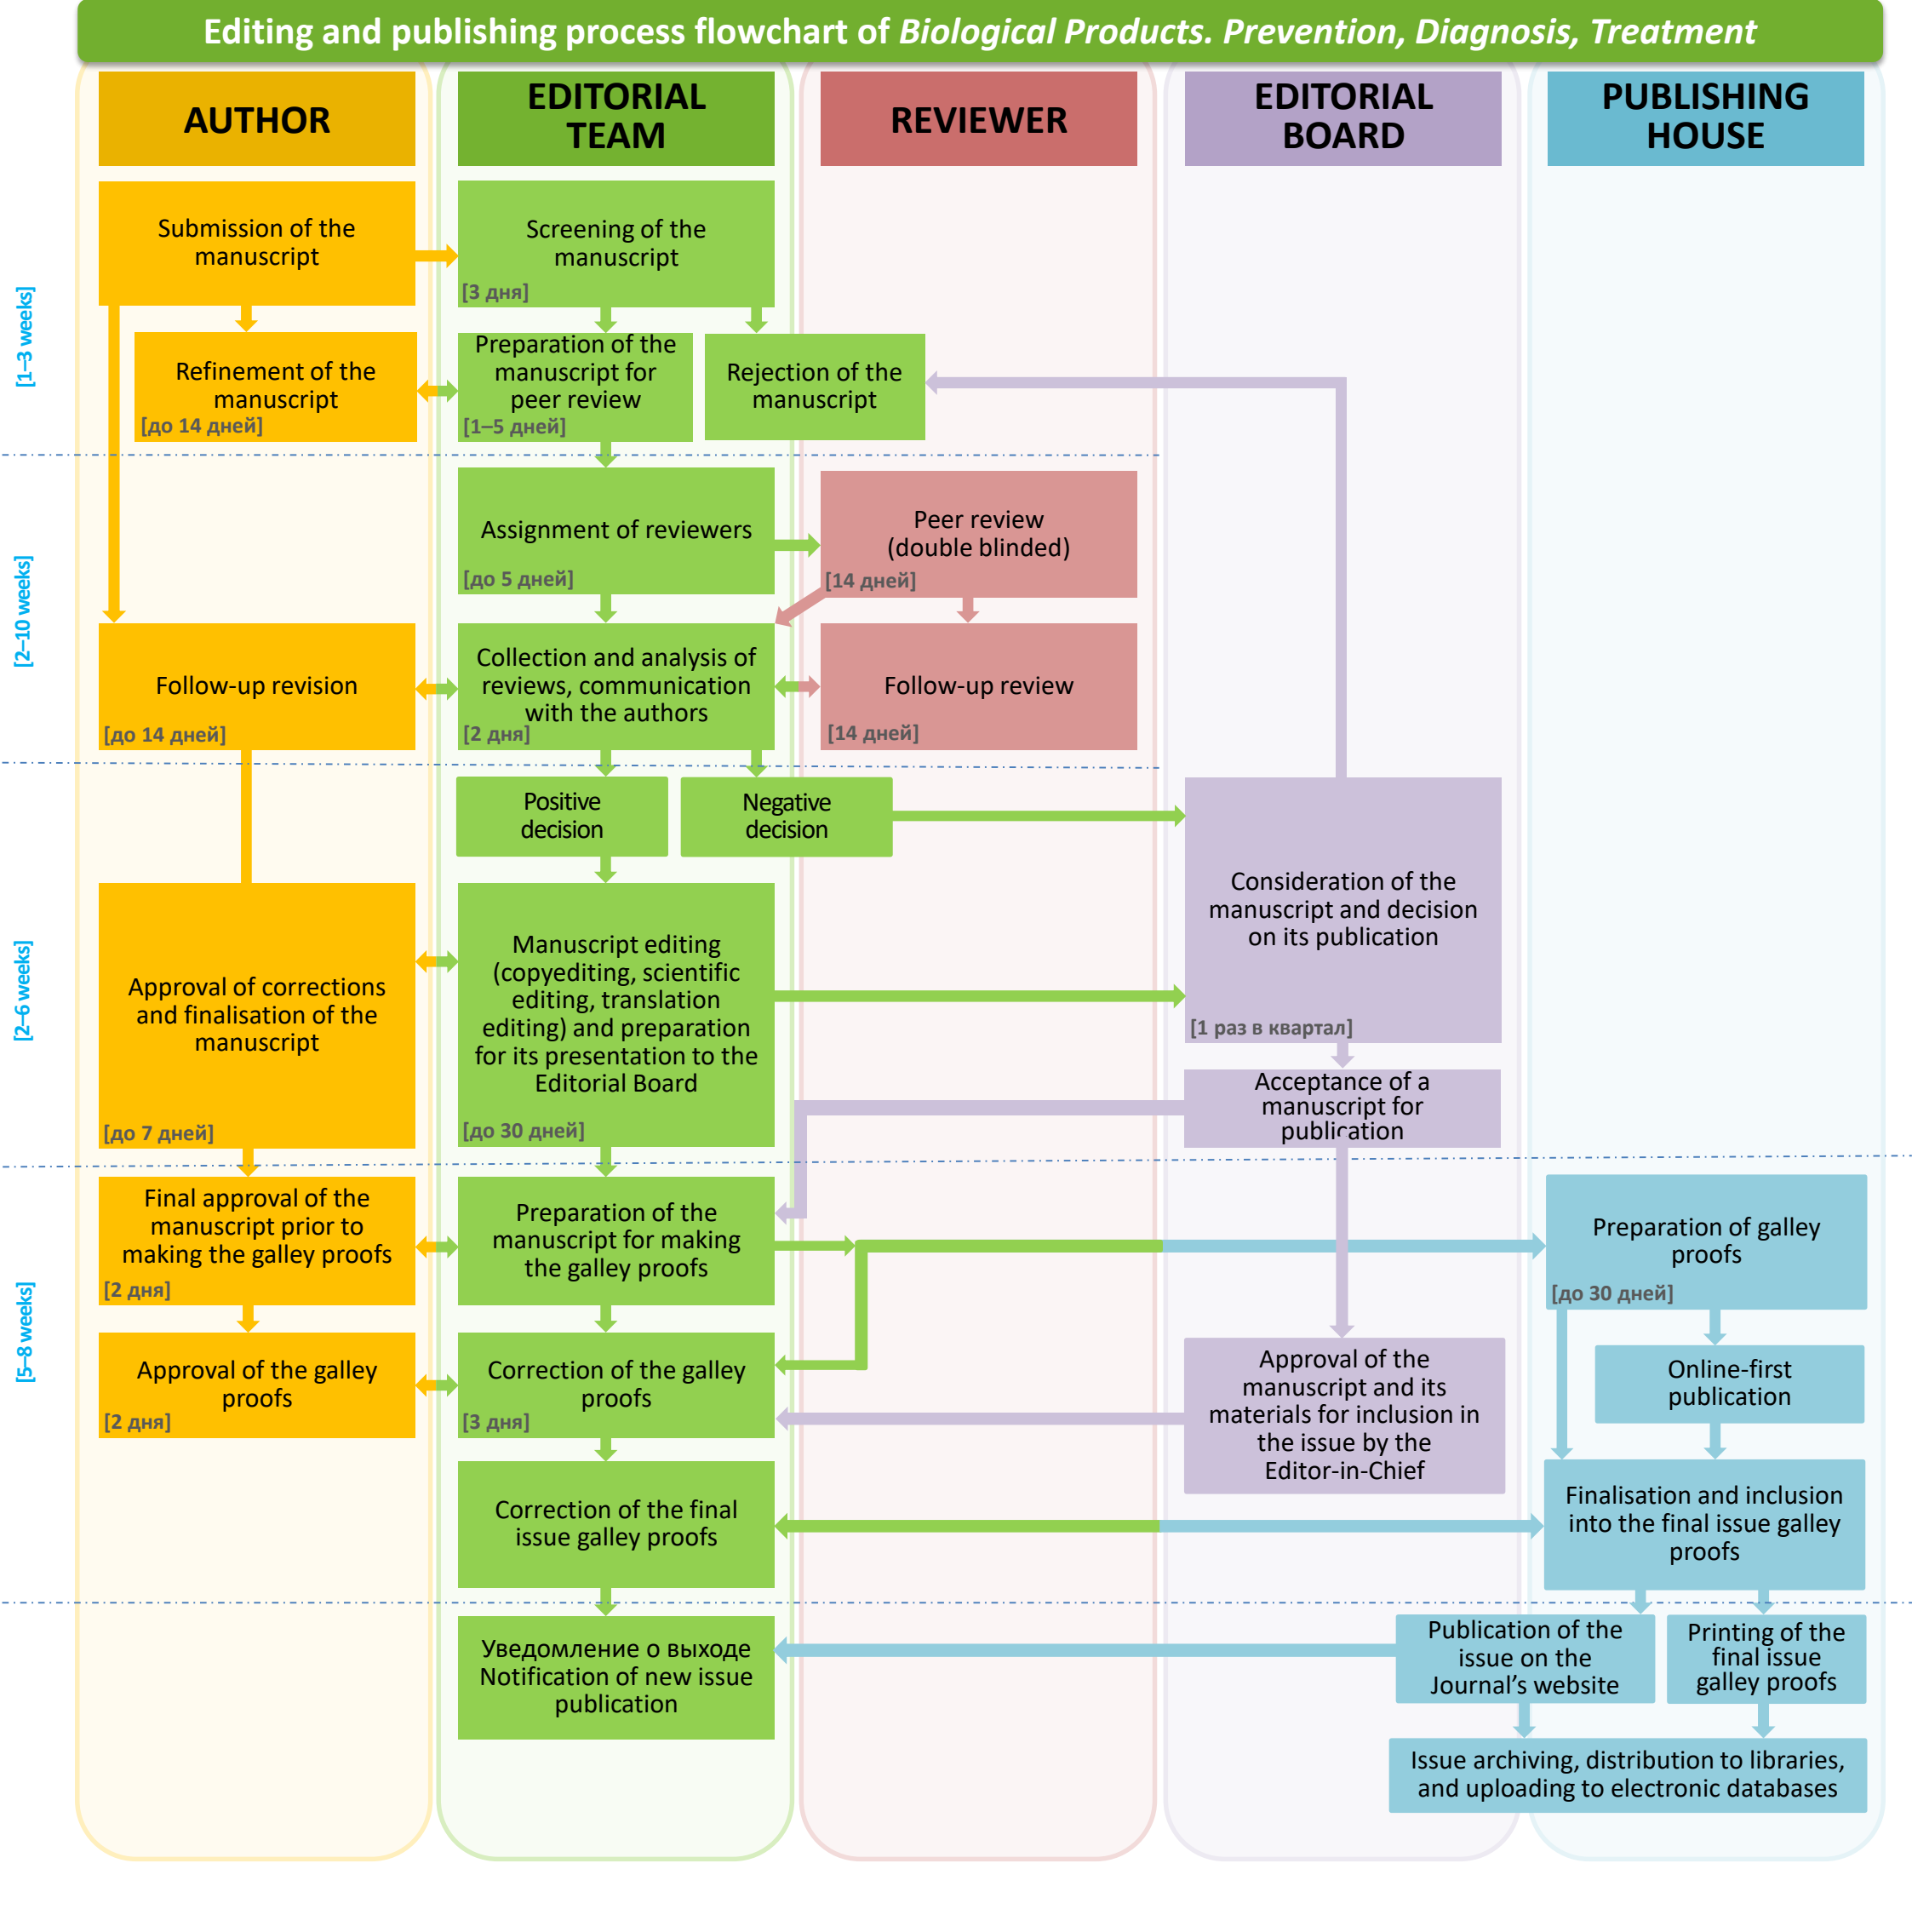 Editing and publishing process flowchart of Biological Products. Prevention, Diagnosis, Treatment
AUTHOR
EDITORIAL
TEAM
REVIEWER
EDITORIAL
BOARD
PUBLISHING
HOUSE
[1–3 weeks]
Submission of the
manuscript
Screening of the
manuscript
[3 дня]
Refinement of the
manuscript
[до 14 дней]
Preparation of the
manuscript for
peer review
[1–5 дней]
Rejection of the
manuscript
[2–10 weeks]
Assignment of reviewers
[до 5 дней]
Peer review
(double blinded)
[14 дней]
Follow-up revision
[до 14 дней]
Collection and analysis of
reviews, communication
with the authors
[2 дня]
Follow-up review
[14 дней]
[2–6 weeks]
Positive
decision
Negative
decision
Consideration of the
manuscript and decision
on its publication
[1 раз в квартал]
Approval of corrections
and finalisation of the
manuscript
[до 7 дней]
Manuscript editing
(copyediting, scientific
editing, translation
editing) and preparation
for its presentation to the
Editorial Board
[до 30 дней]
Acceptance of a
manuscript for
publication
[5–8 weeks]
Final approval of the
manuscript prior to
making the galley proofs
[2 дня]
Preparation of the
manuscript for making
the galley proofs
Preparation of galley
proofs
[до 30 дней]
Approval of the galley
proofs
[2 дня]
Correction of the galley
proofs
[3 дня]
Approval of the
manuscript and its
materials for inclusion in
the issue by the
Editor-in-Chief
Online-first
publication
Correction of the final
issue galley proofs
Finalisation and inclusion
into the final issue galley
proofs
Уведомление о выходе
Notification of new issue
publication
Publication of the
issue on the
Journal's website
Printing of the
final issue
galley proofs
Issue archiving, distribution to libraries,
and uploading to electronic databases